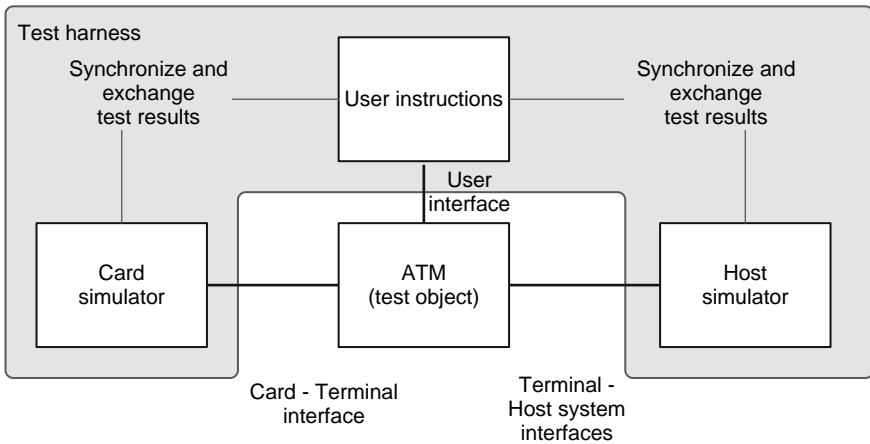 Test harness
Synchronize and
exchange
test results
User instructions
Synchronize and
exchange
test results
User
interface
Card
simulator
ATM
(test object)
Host
simulator
Card - Terminal
interface
Terminal -
Host system
interfaces